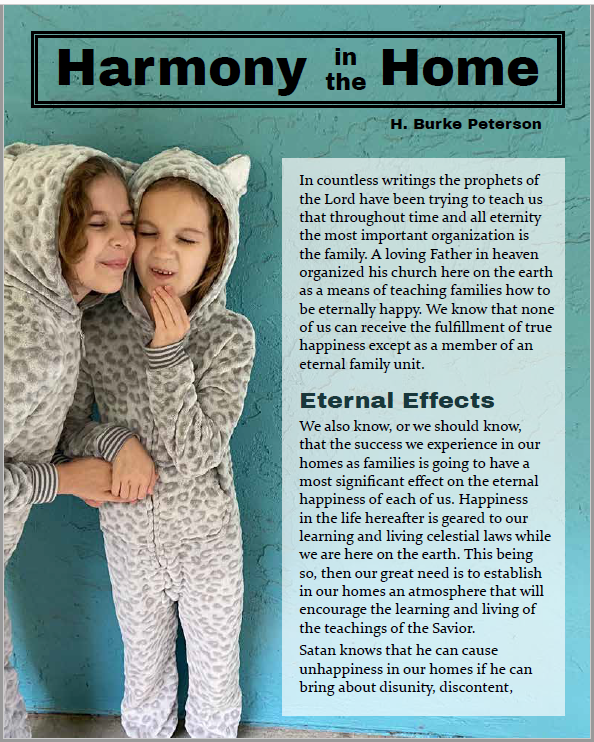 Harmony in the Home
H. Burke Peterson
In countless writings the prophets of
the Lord have been trying to teach us
that throughout time and all eternity
the most important organization is
the family. A loving Father in heaven
organized his church here on the earth
as a means of teaching families how to
be eternally happy. We know that none
of us can receive the fulfillment of true
happiness except as a member of an
eternal family unit.
Eternal Effects
We also know, or we should know,
that the success we experience in our
homes as families is going to have a
most significant effect on the eternal
happiness of each of us. Happiness
in the life hereafter is geared to our
learning and living celestial laws while
we are here on the earth. This being
so, then our great need is to establish
in our homes an atmosphere that will
encourage the learning and living of
the teachings of the Savior.
Satan knows that he can cause
unhappiness in our homes if he can
bring about disunity, discontent,